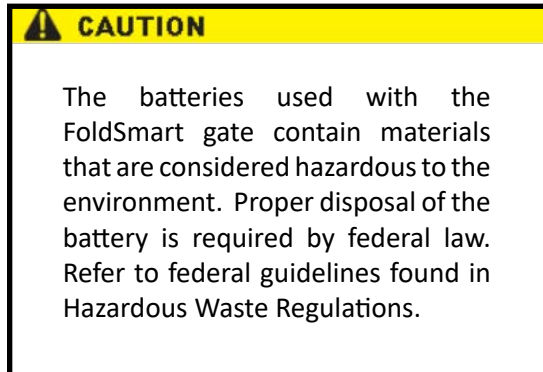 CAUTION
The batteries used with the
FoldSmart gate contain materials
that are considered hazardous to the
environment. Proper disposal of the
battery is required by federal law.
Refer to federal guidelines found in
Hazardous Waste Regulations.